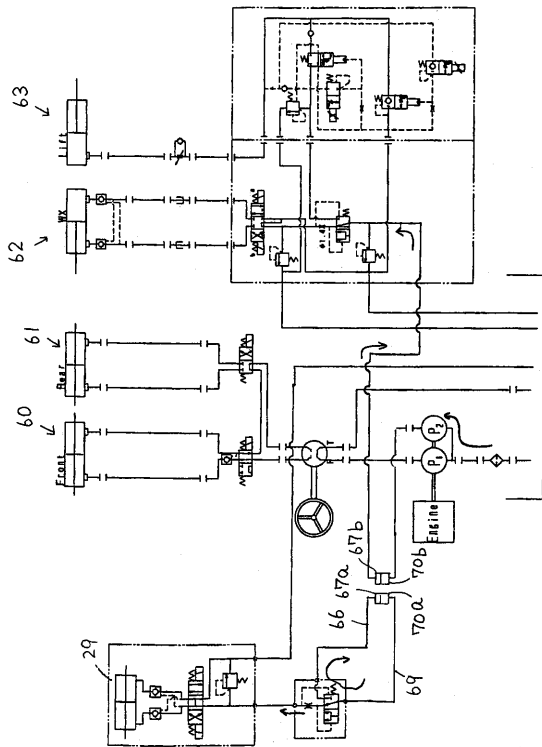 63
Lift
62
WX
61
Rear
60
Front
29
P T
P₁ P₂
Engine
67b
70b
67a
70a
66
69